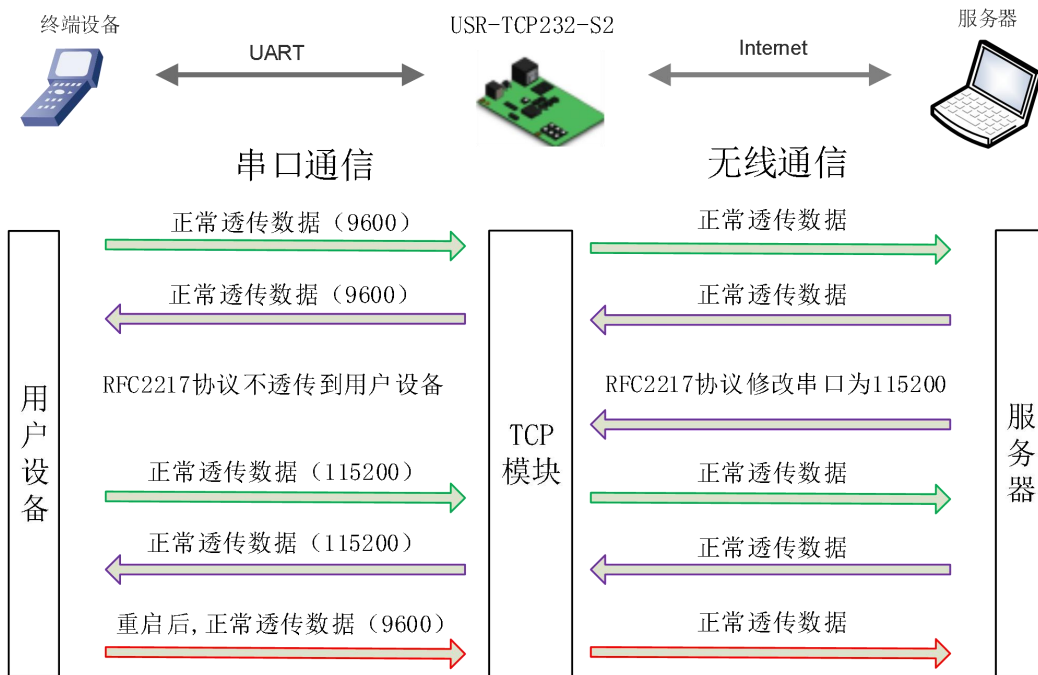 终端设备
USR-TCP232-S2
服务器
UART
Internet
串口通信
无线通信
正常透传数据（9600）
正常透传数据
正常透传数据（9600）
正常透传数据
RFC2217协议不透传到用户设备
RFC2217协议修改串口为115200
用户设备
TCP
模块
服务器
正常透传数据（115200）
正常透传数据
正常透传数据（115200）
正常透传数据
重启后,正常透传数据（9600）
正常透传数据